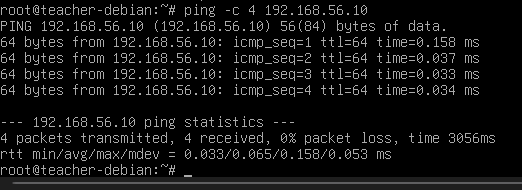 root@teacher-debian:~# ping -c 4 192.168.56.10
PING 192.168.56.10 (192.168.56.10) 56(84) bytes of data.
64 bytes from 192.168.56.10: icmp_seq=1 ttl=64 time=0.158 ms
64 bytes from 192.168.56.10: icmp_seq=2 ttl=64 time=0.037 ms
64 bytes from 192.168.56.10: icmp_seq=3 ttl=64 time=0.033 ms
64 bytes from 192.168.56.10: icmp_seq=4 ttl=64 time=0.034 ms
--- 192.168.56.10 ping statistics ---
4 packets transmitted, 4 received, 0% packet loss, time 3056ms
rtt min/avg/max/mdev = 0.033/0.065/0.158/0.053 ms
root@teacher-debian:~# _